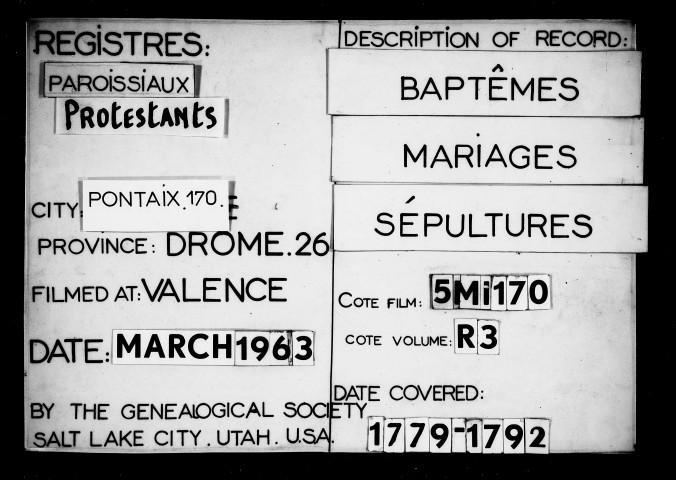 REGISTRES:
PAROISSIAUX
PROTESTANTS
CITY: PONTAIX.170.
PROVINCE: DROME.26
FILMED AT: VALENCE
DATE: MARCH 1963
BY THE GENEALOGICAL SOCIETY
SALT LAKE CITY. UTAH. U.S.A.
DESCRIPTION OF RECORD:
BAPTÊMES
MARIAGES
SÉPULTURES
COTE FILM: 5Mi170
COTE VOLUME: R3
DATE COVERED:
1779-1792